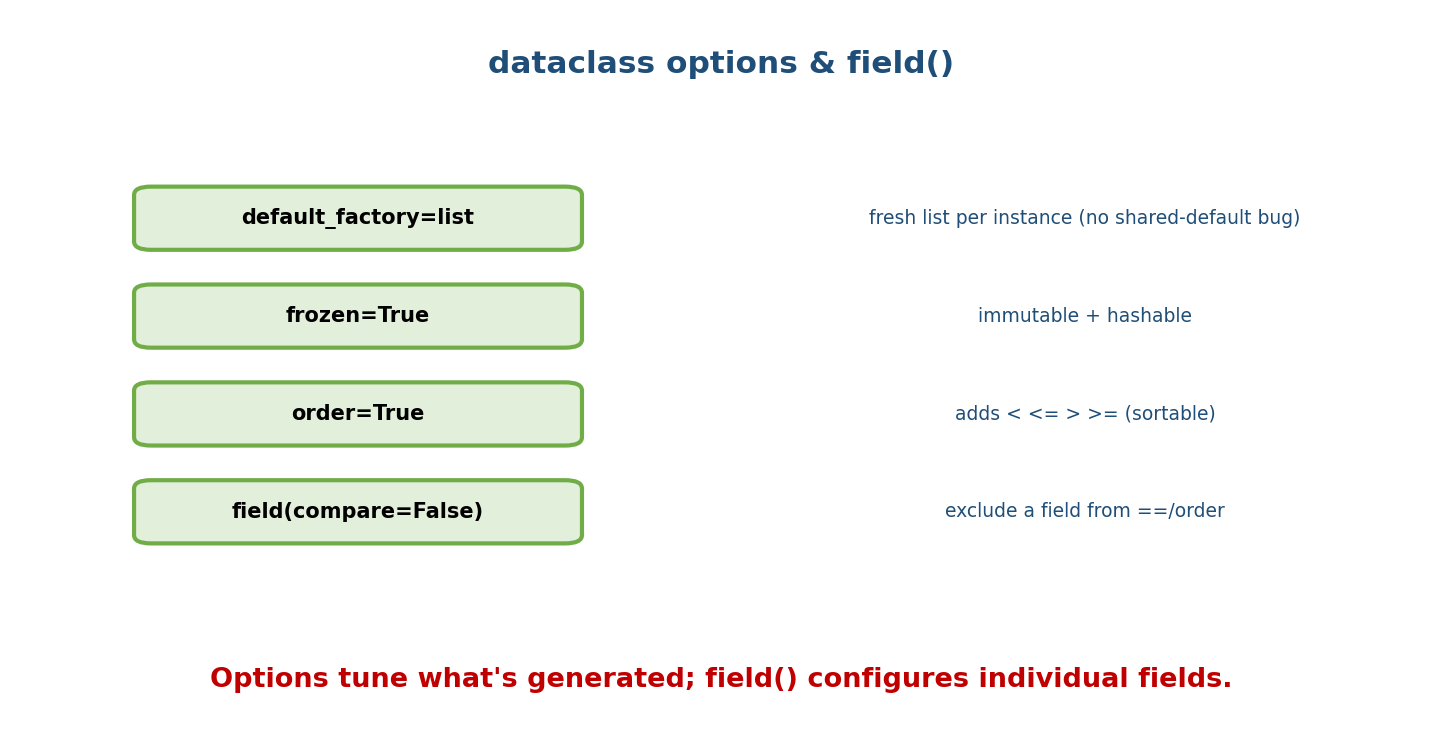 dataclass options & field()
default_factory=list
fresh list per instance (no shared-default bug)
frozen=True
immutable + hashable
order=True
adds < <= > >= (sortable)
field(compare=False)
exclude a field from ==/order
Options tune what's generated; field() configures individual fields.